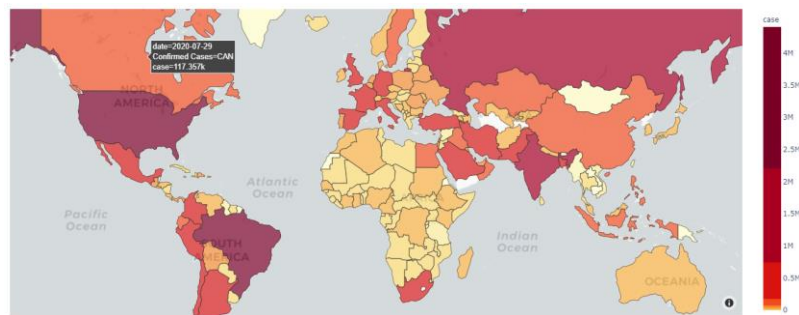 date=2020-07-29
Confirmed Cases=CAN
case=117.357k
NORTH
AMERICA
Atlantic
Ocean
Pacific
Ocean
SOUTH
AMERICA
Indian
Ocean
OCEANIA
case
4M
3.5M
3M
2.5M
2M
1.5M
1M
0.5M
0